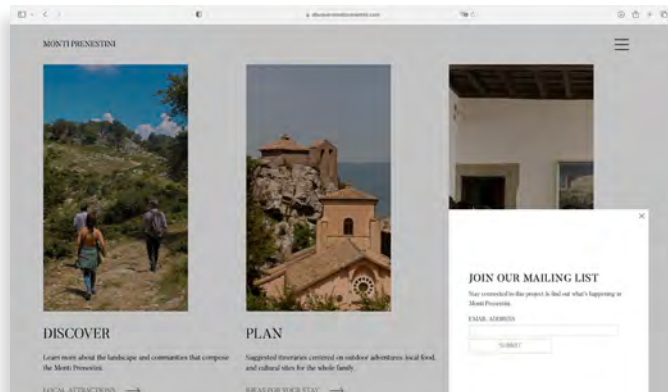 MONTI PRENESTINI
DISCOVER
Learn more about the landscape and communities that compose
the Monti Prenestini.
LOCAL ATTRACTIONS
PLAN
Suggested itineraries centered on outdoor adventures local food,
and cultural sites for the whole family.
IDEAS FOR YOUR STAY
JOIN OUR MAILING LIST
Stay connected to this project & find out what's happening in
Monti Prenestini.
EMAIL ADDRESS
SUBMIT